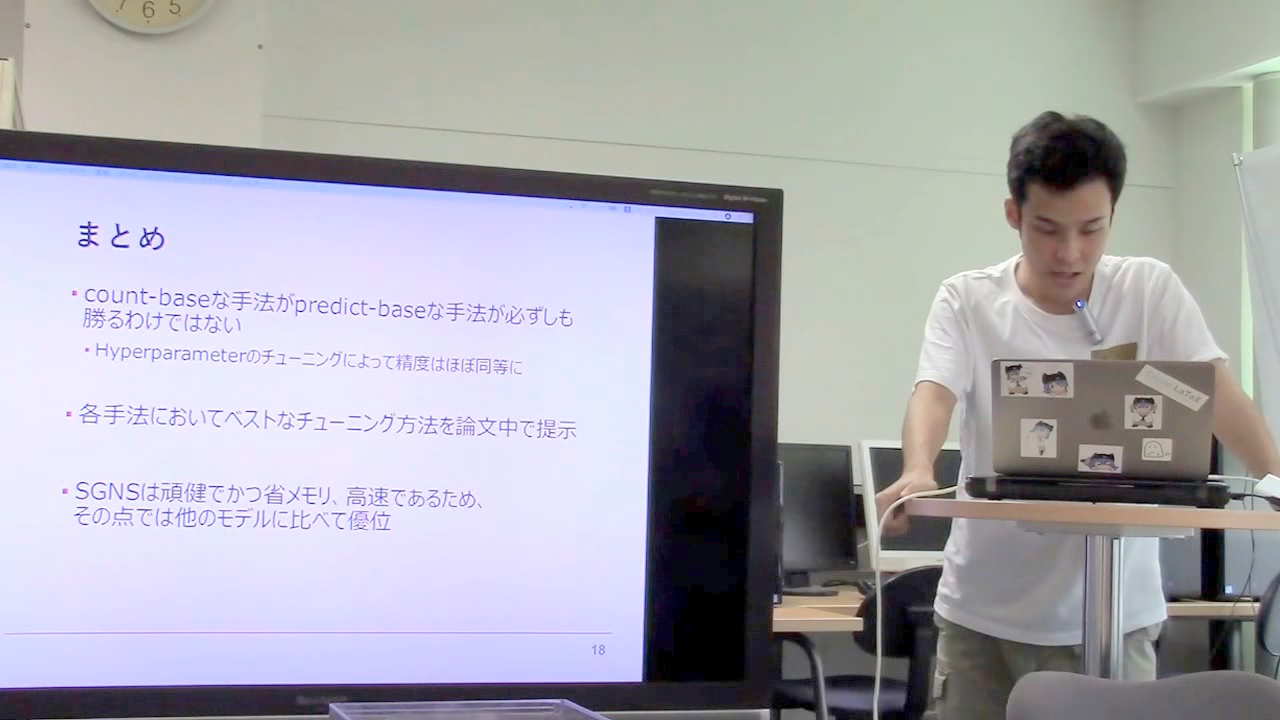 7 6 5
まとめ
count-baseな手法がpredict-baseな手法が必ずしも
勝るわけではない
Hyperparameterのチューニングによって精度はほぼ同等に
各手法においてベストなチューニング方法を論文中で提示
SGNSは頑健でかつ省メモリ、高速であるため、
その点では他のモデルに比べて優位
18
LaTeX